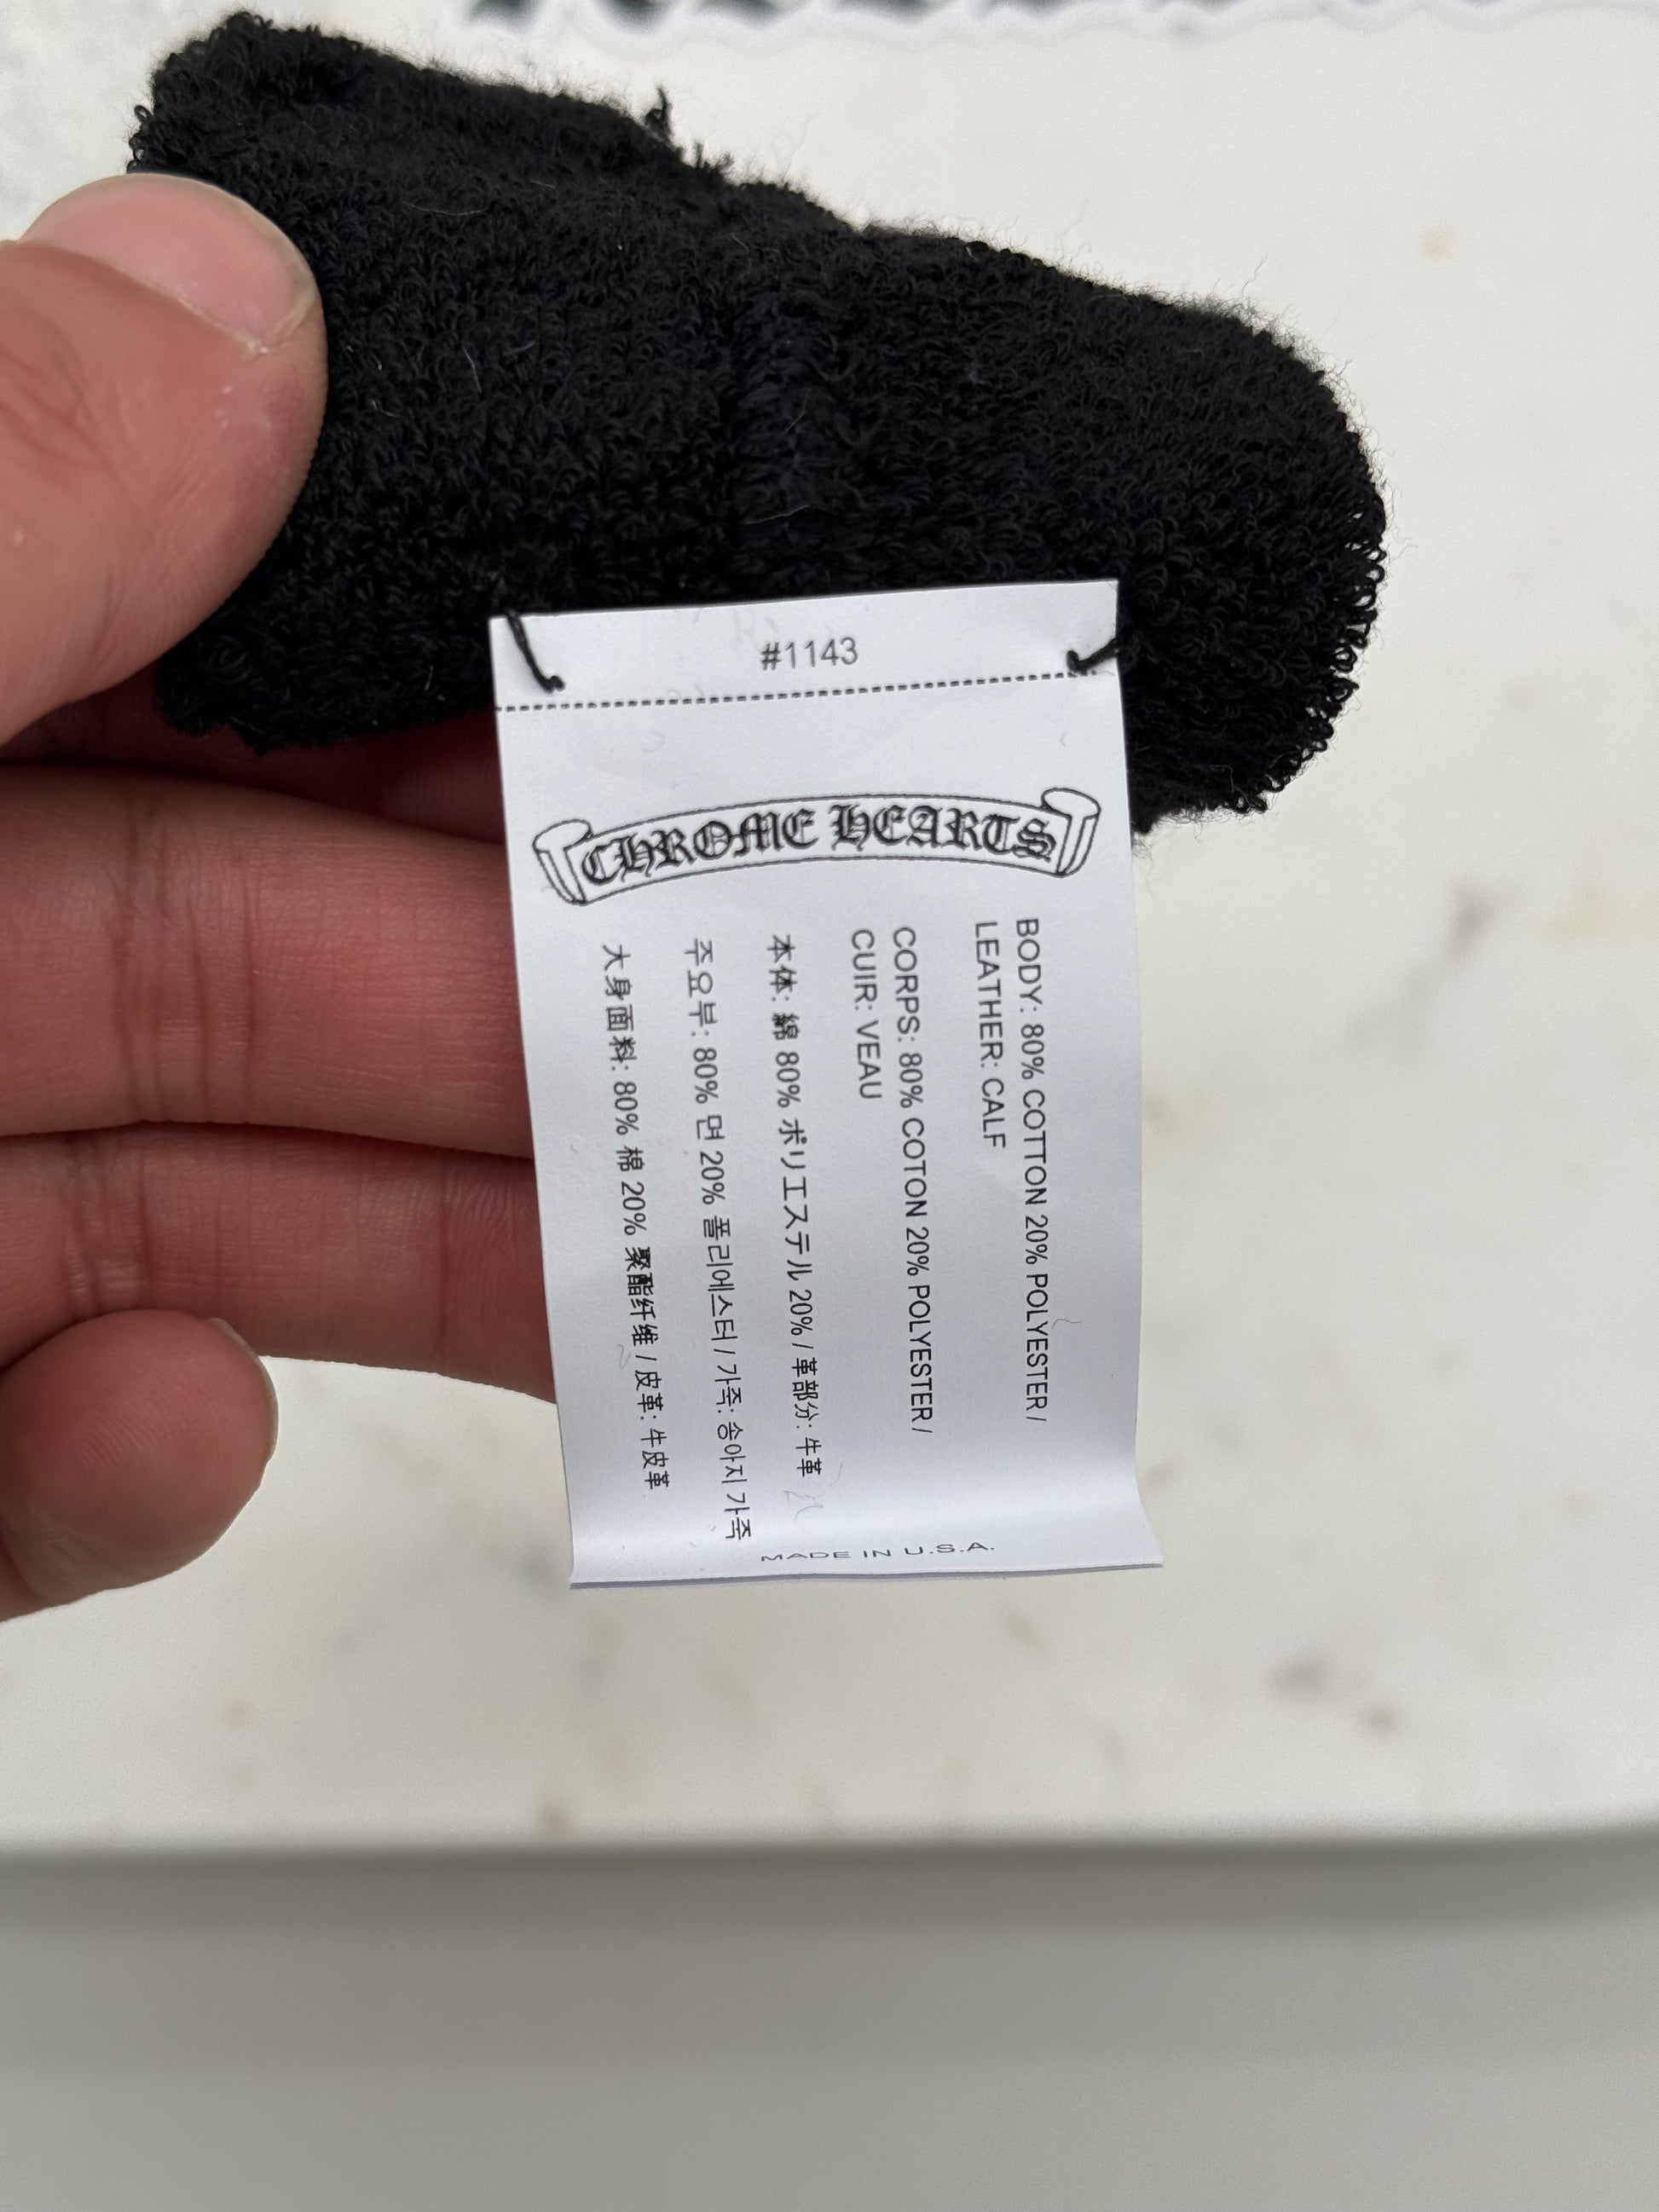 #1143
CHROME HEARTS
BODY: 80% COTTON 20% POLYESTER /
LEATHER: CALF
CORPS: 80% COTON 20% POLYESTER /
CUIR: VEAU
本体: 綿 80% ポリエステル 20% / 革部分: 牛革
주요부: 80% 면 20% 폴리에스터 / 가죽: 송아지 가죽
大身面料: 80% 棉 20% 聚酯纤维 / 皮革: 牛皮革
MADE IN U.S.A.